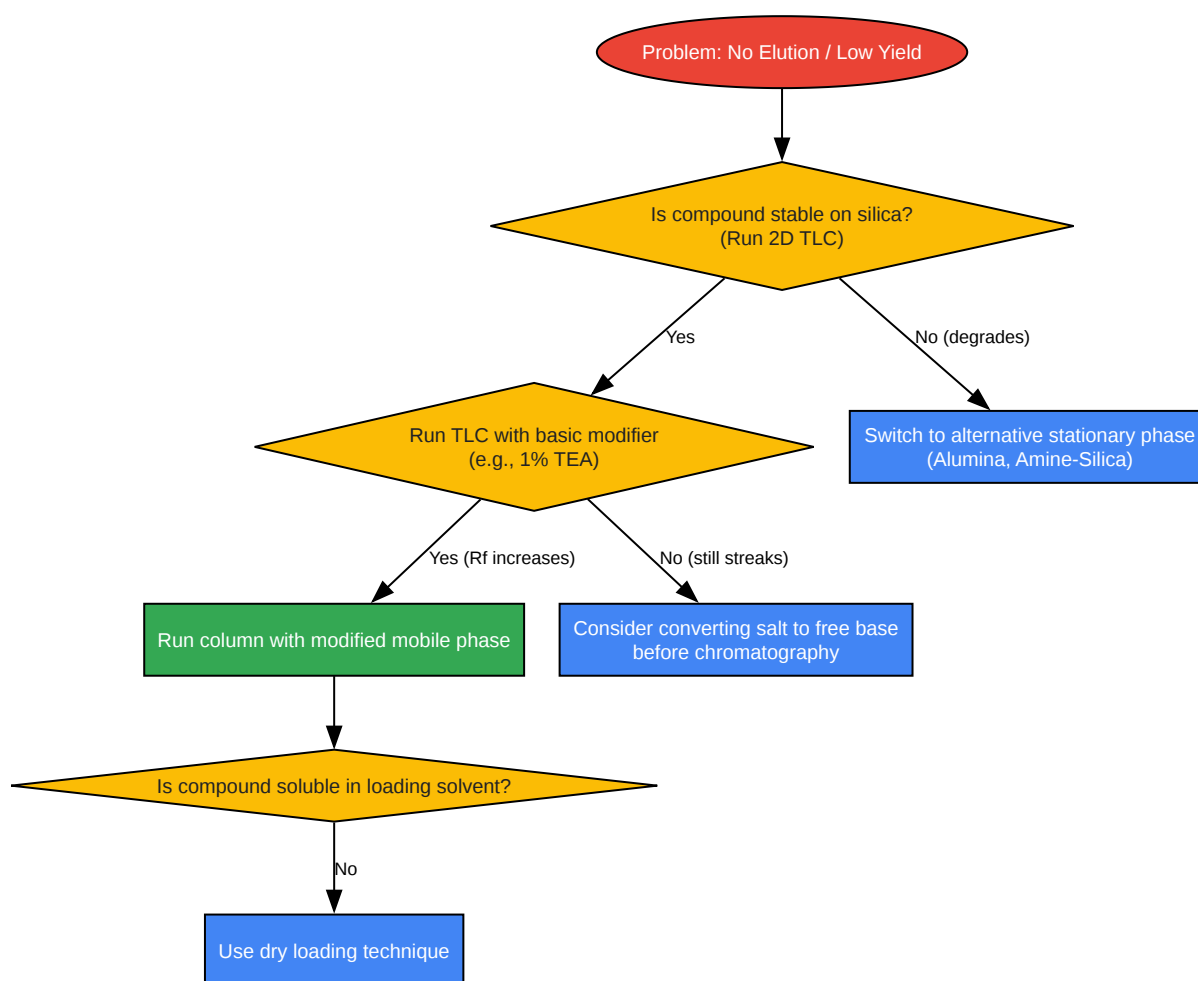 Problem: No Elution / Low Yield
Is compound stable on silica?
(Run 2D TLC)
Yes
No (degrades)
Run TLC with basic modifier
(e.g., 1% TEA)
Switch to alternative stationary phase
(Alumina, Amine-Silica)
Yes (Rf increases)
No (still streaks)
Run column with modified mobile phase
Consider converting salt to free base
before chromatography
Is compound soluble in loading solvent?
No
Use dry loading technique